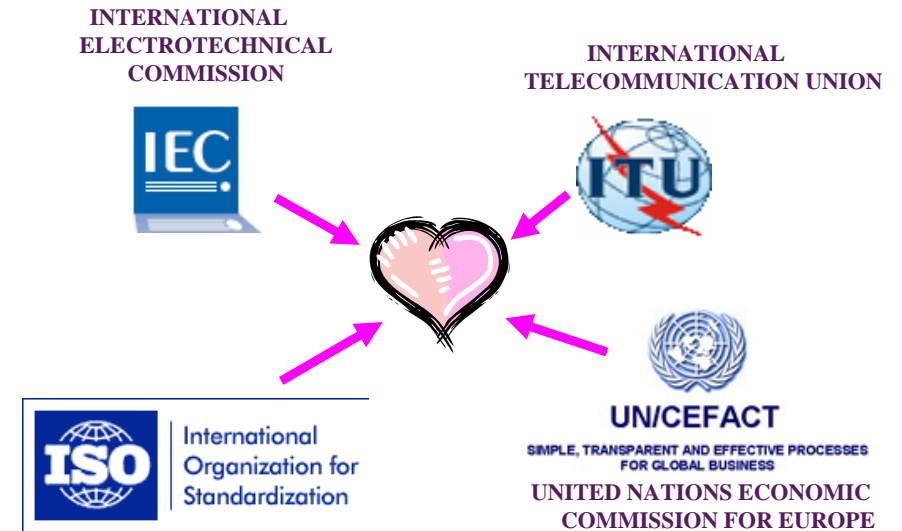 INTERNATIONAL
ELECTROTECHNICAL
COMMISSION
IEC
INTERNATIONAL
TELECOMMUNICATION UNION
ITU
ISO
International
Organization for
Standardization
UN/CEFACT
SIMPLE, TRANSPARENT AND EFFECTIVE PROCESSES
FOR GLOBAL BUSINESS
UNITED NATIONS ECONOMIC
COMMISSION FOR EUROPE